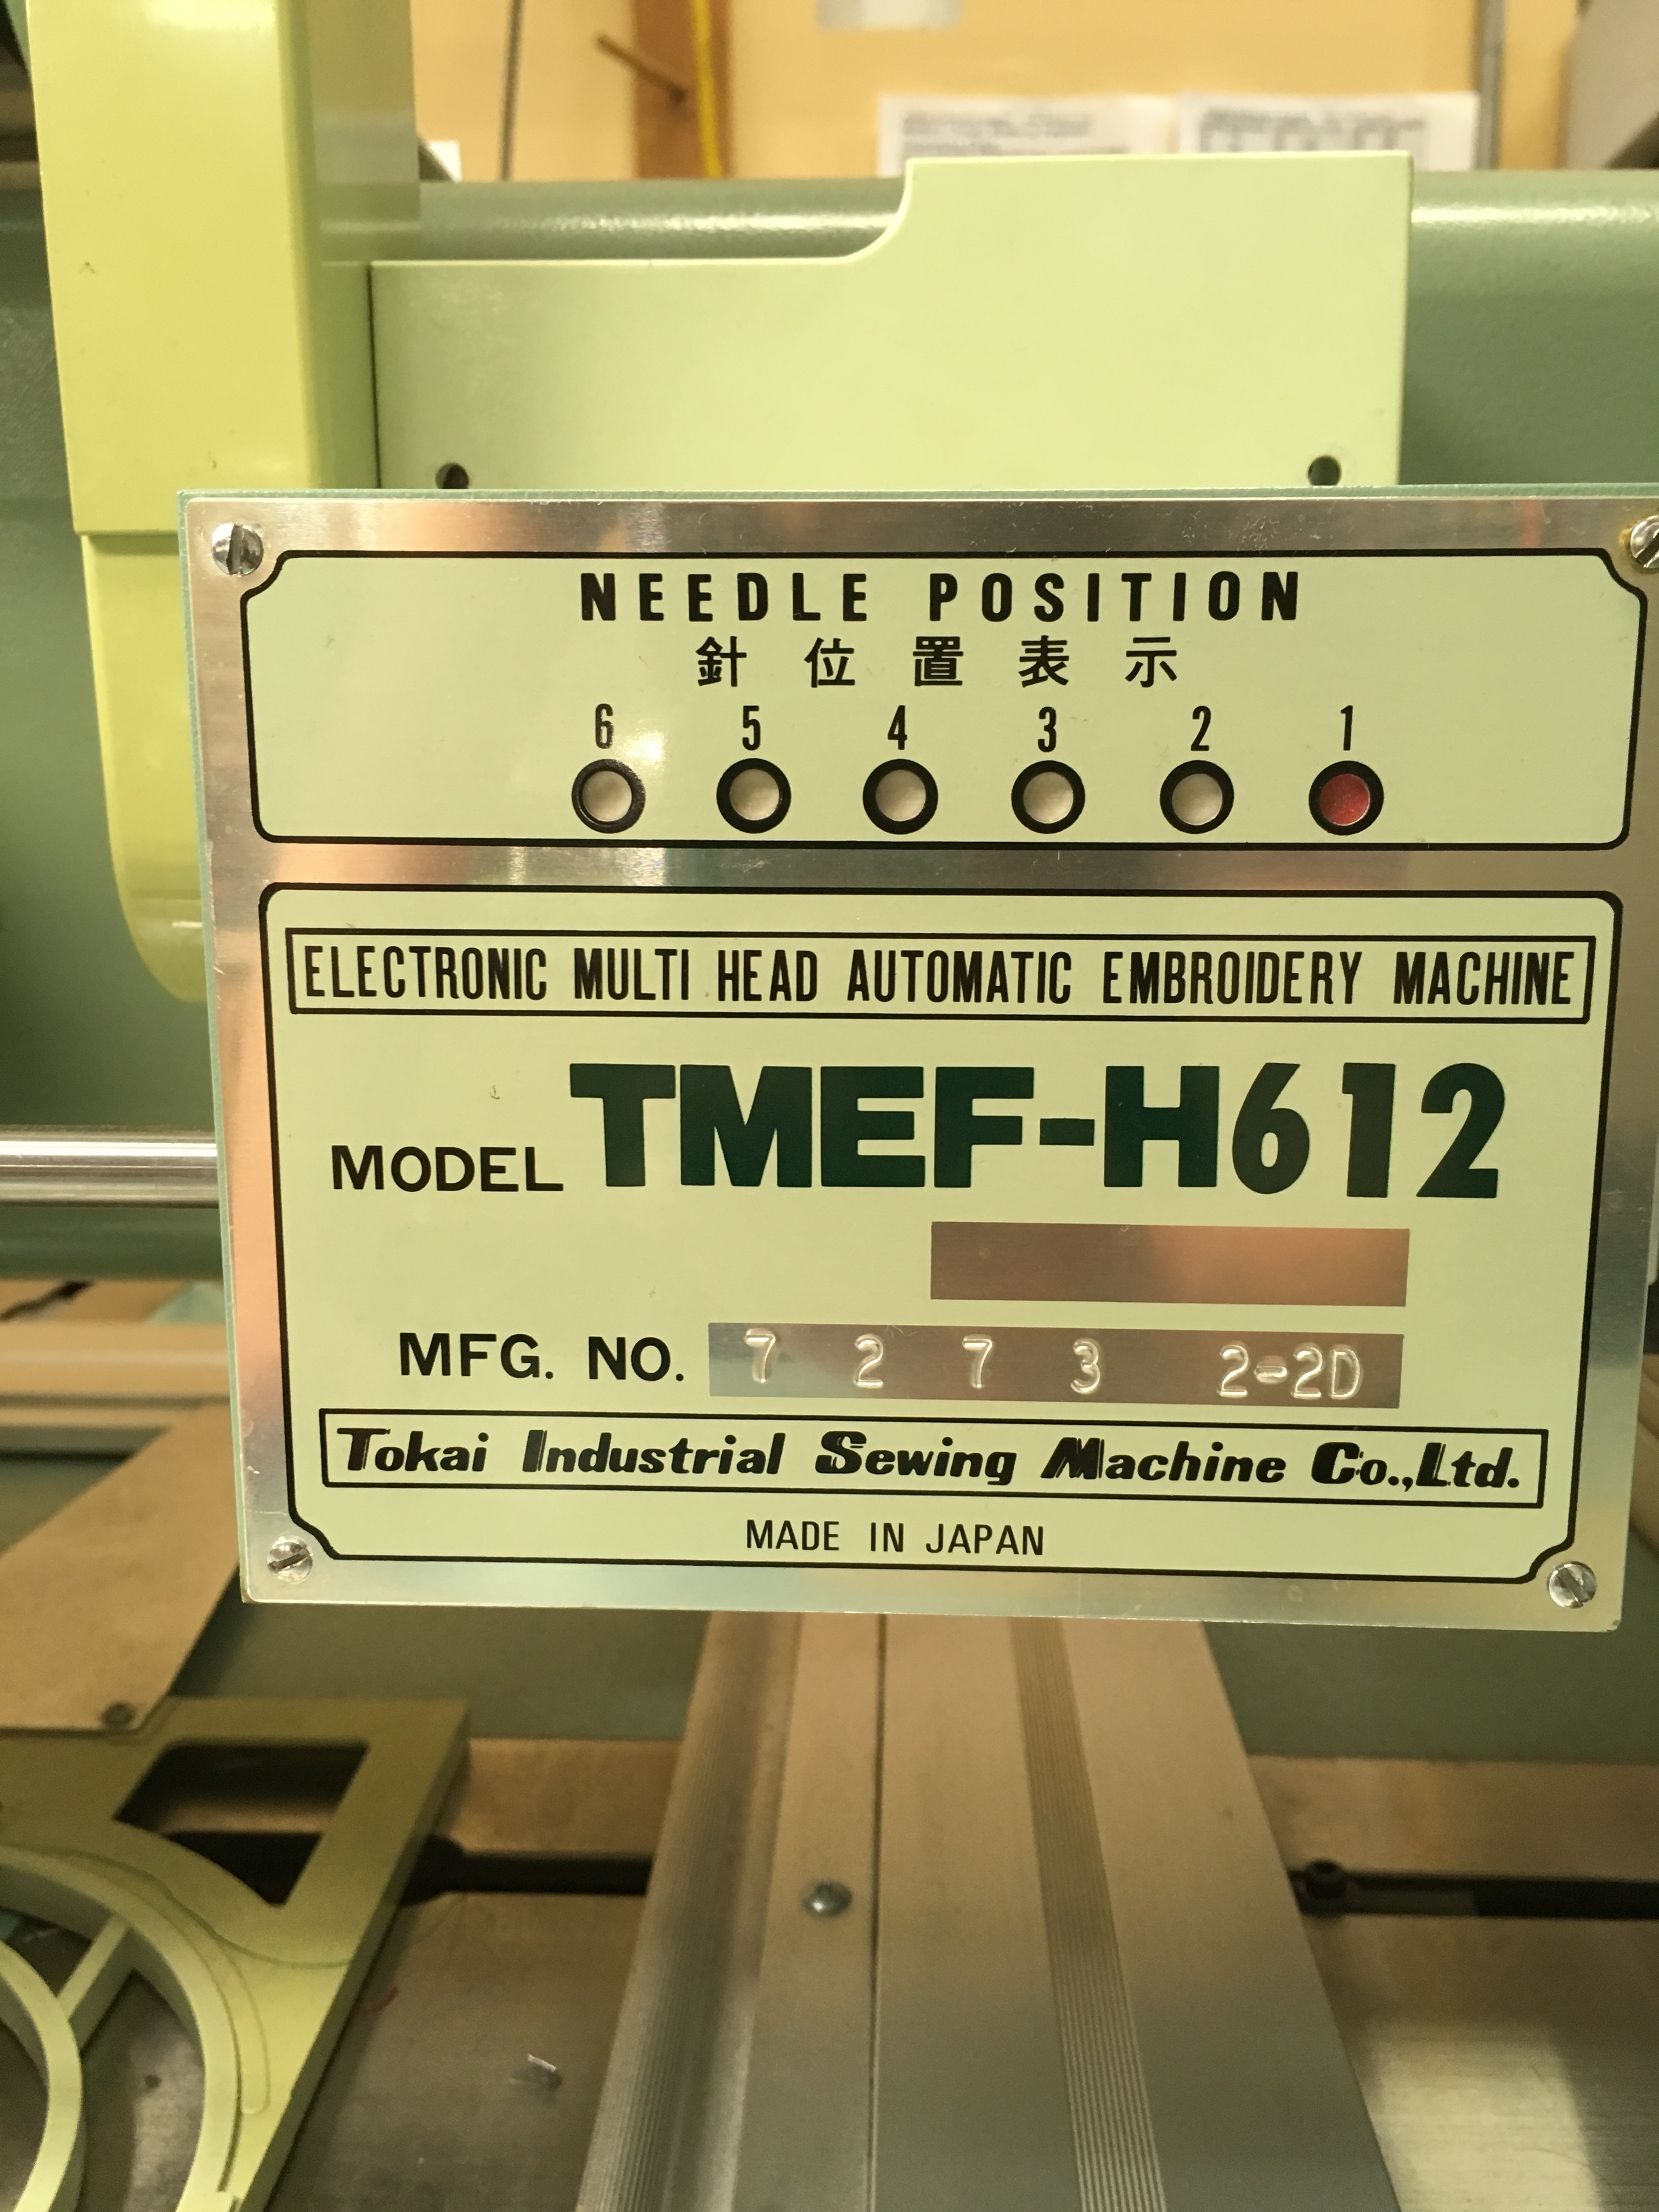 NEEDLE POSITION
針位置表示
6 5 4 3 2 1
ELECTRONIC MULTI HEAD AUTOMATIC EMBROIDERY MACHINE
MODEL TMEF-H612
MFG. NO. 7 2 7 3 2-2D
Tokai Industrial Sewing Machine Co.,Ltd.
MADE IN JAPAN